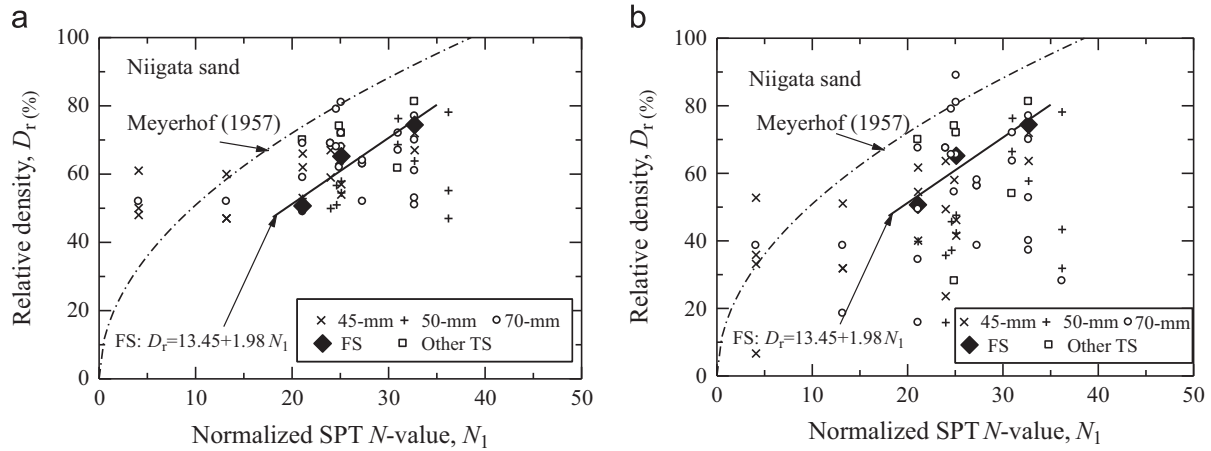 a
100
80
60
40
20
0
Relative density, Dr (%)
Niigata sand
Meyerhof (1957)
FS: Dr=13.45+1.98 N1
45-mm 50-mm 70-mm
FS Other TS
0 10 20 30 40 50
Normalized SPT N-value, N1
b
100
80
60
40
20
0
Relative density, Dr (%)
Niigata sand
Meyerhof (1957)
FS: Dr=13.45+1.98 N1
45-mm 50-mm 70-mm
FS Other TS
0 10 20 30 40 50
Normalized SPT N-value, N1